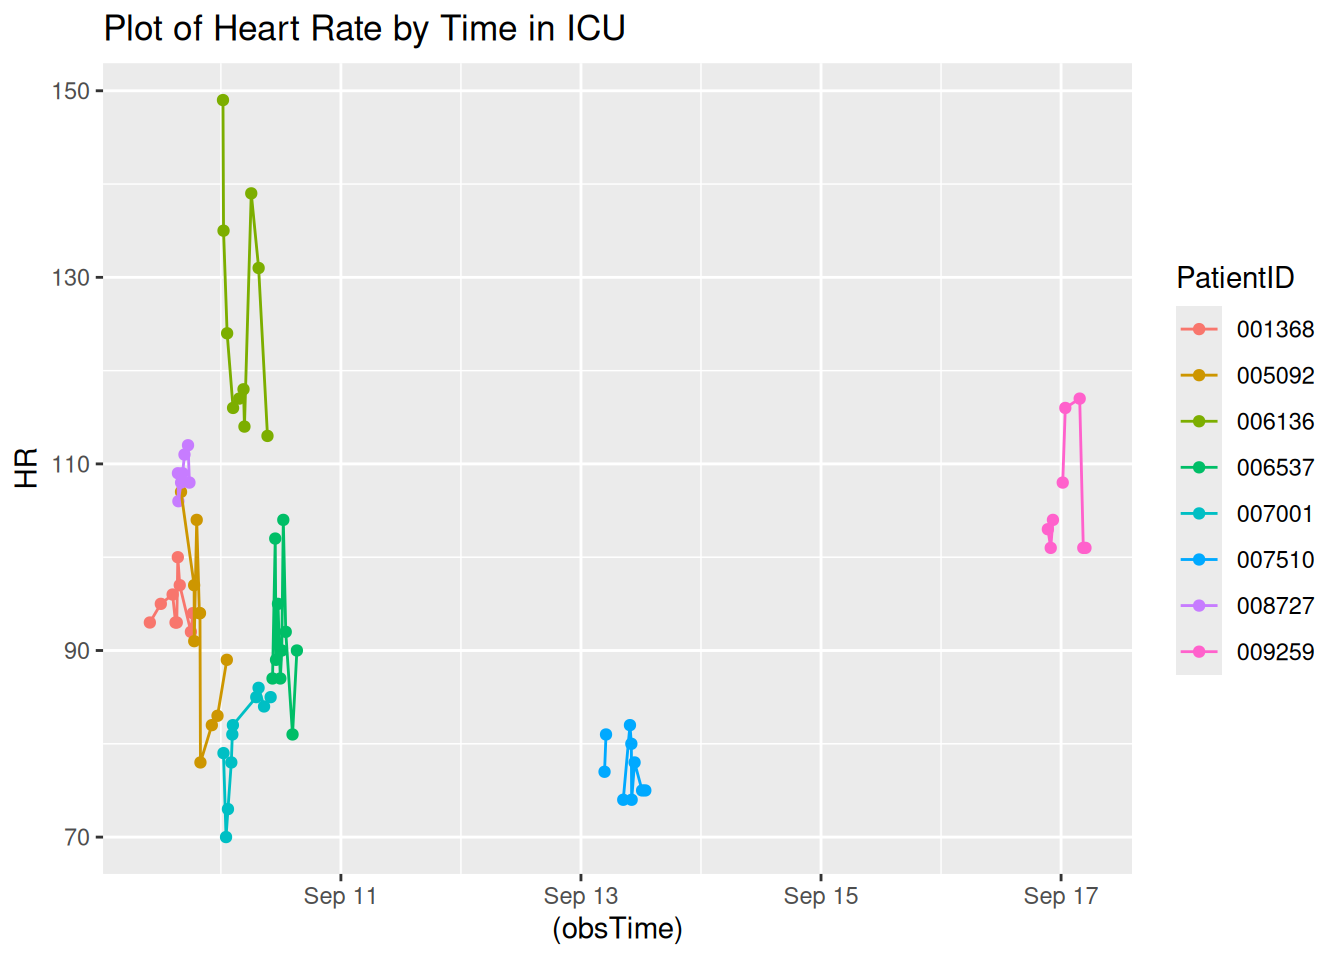 Plot of Heart Rate by Time in ICU
150
130
110
90
70
HR
Sep 11
Sep 13
Sep 15
Sep 17
(obsTime)
PatientID
001368
005092
006136
006537
007001
007510
008727
009259